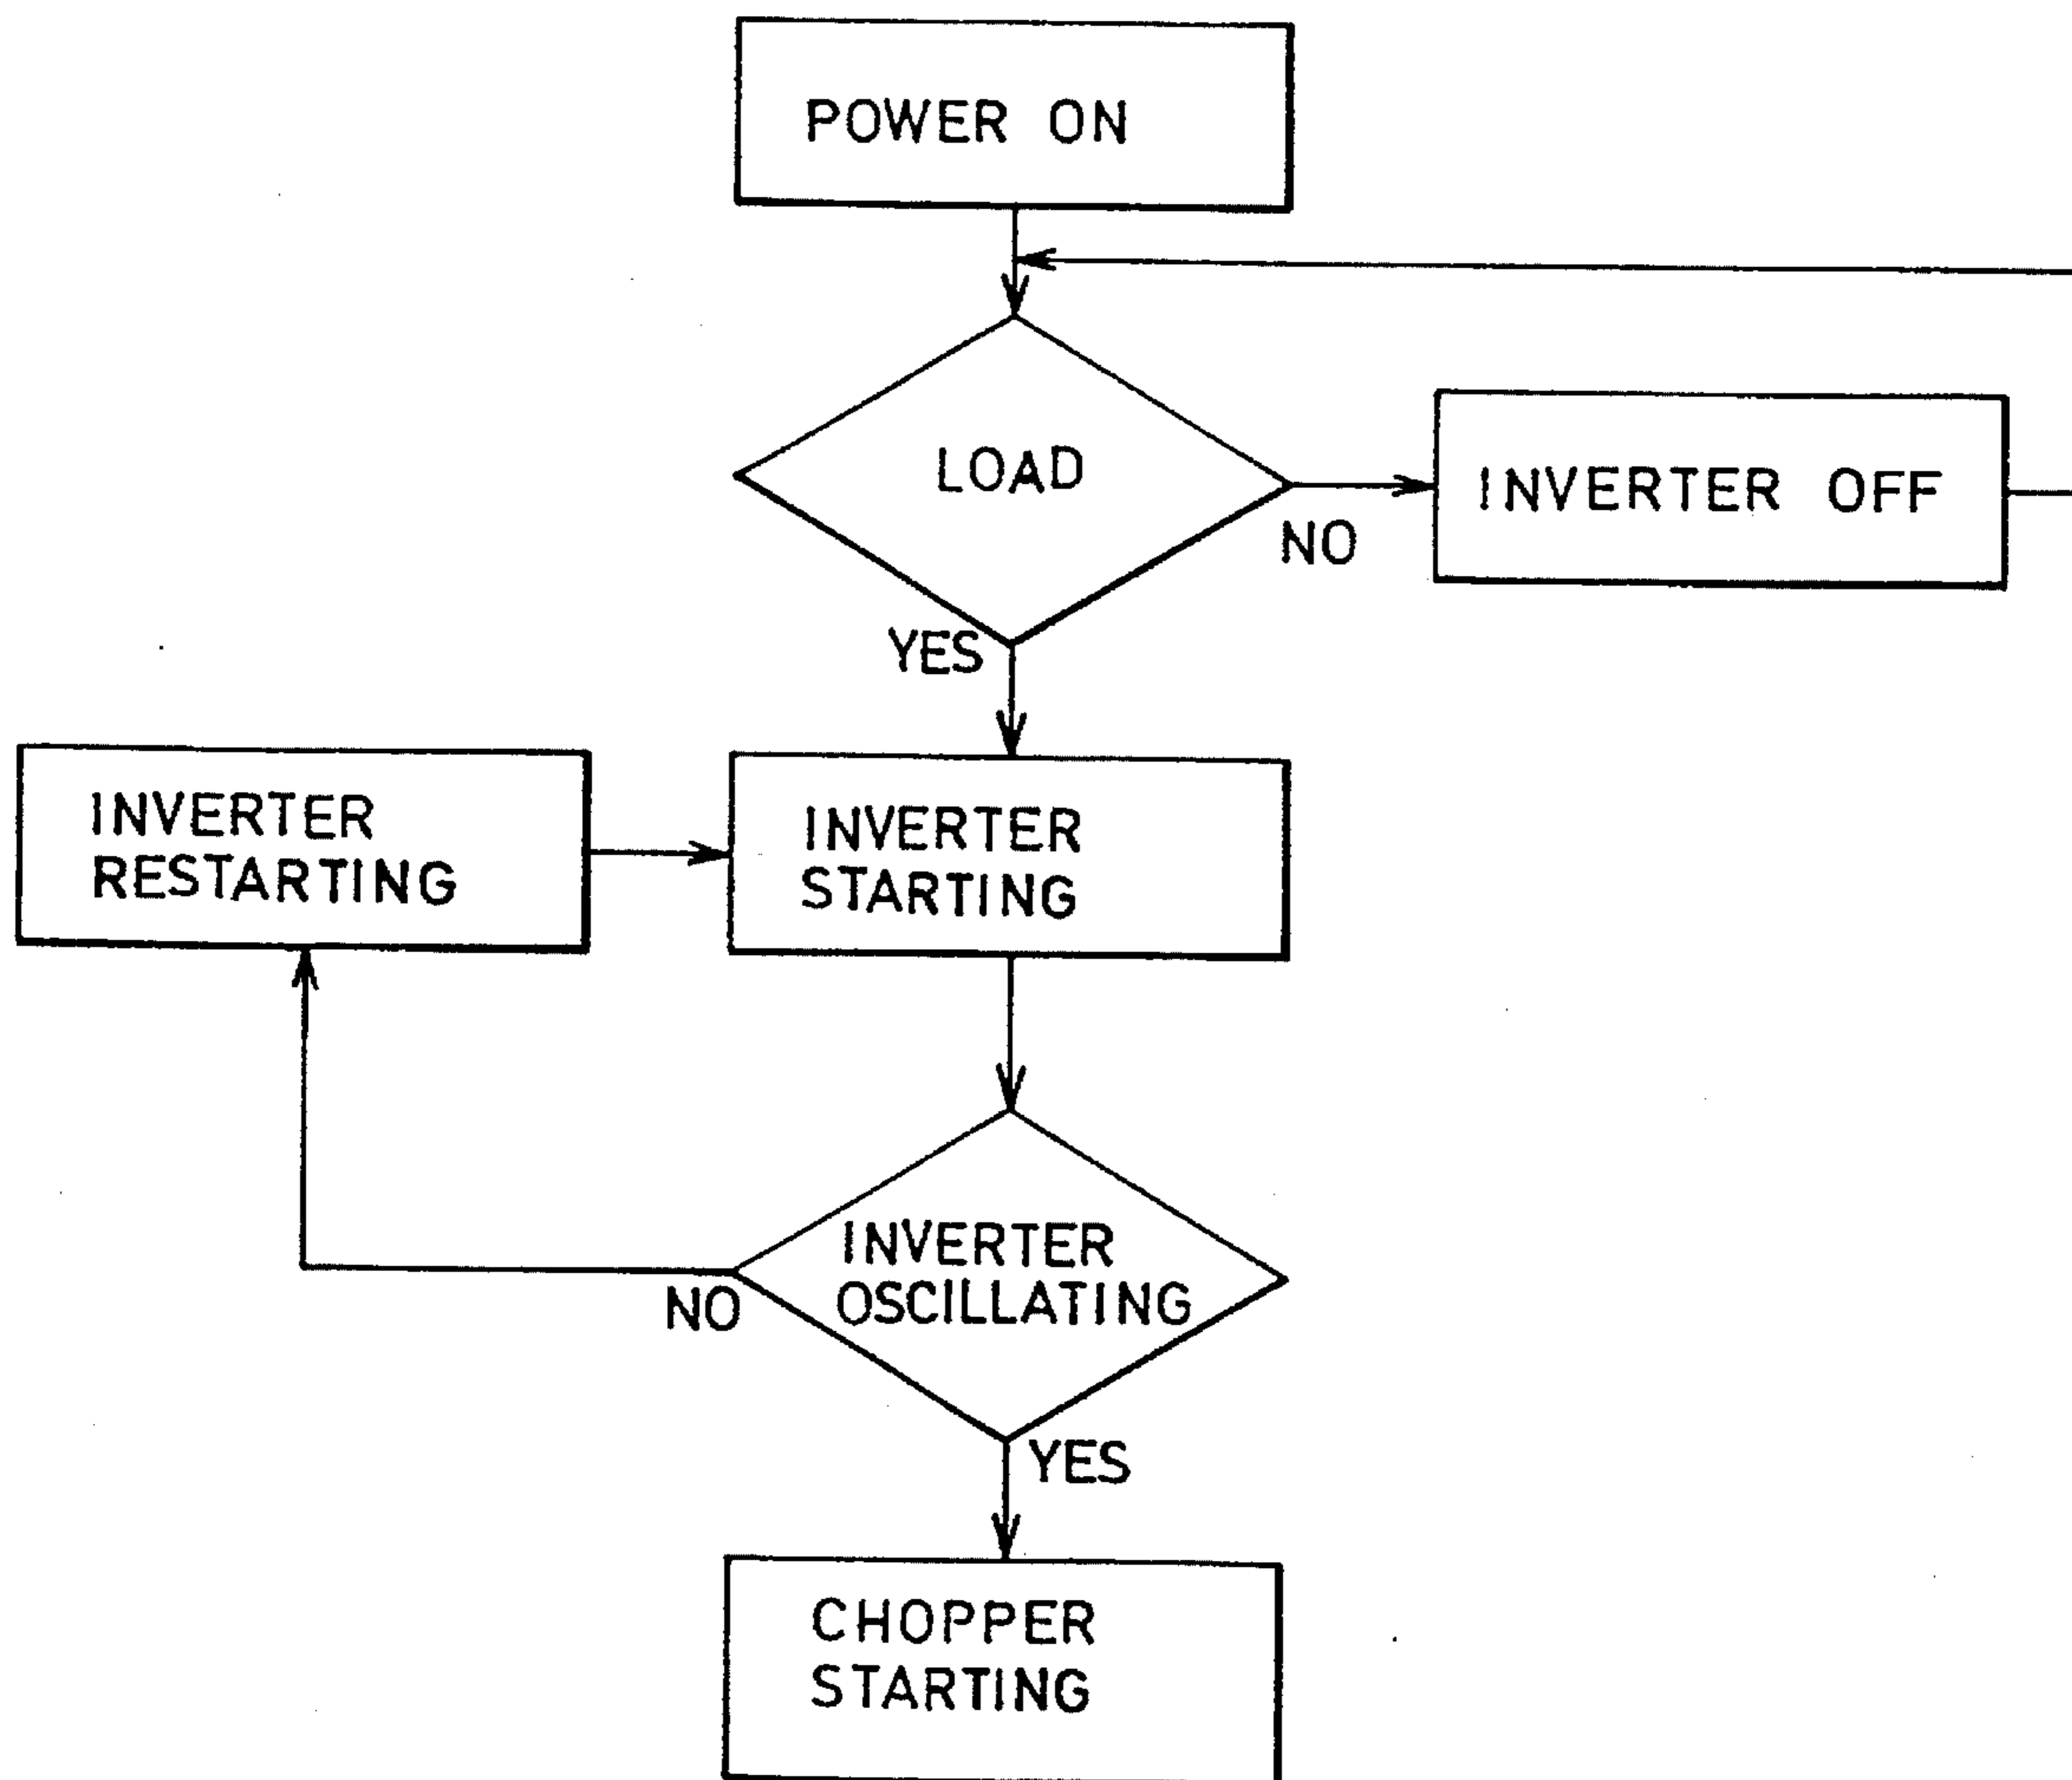 POWER ON
LOAD
NO
INVERTER OFF
YES
INVERTER
RESTARTING
INVERTER
STARTING
INVERTER
OSCILLATING
NO
YES
CHOPPER
STARTING